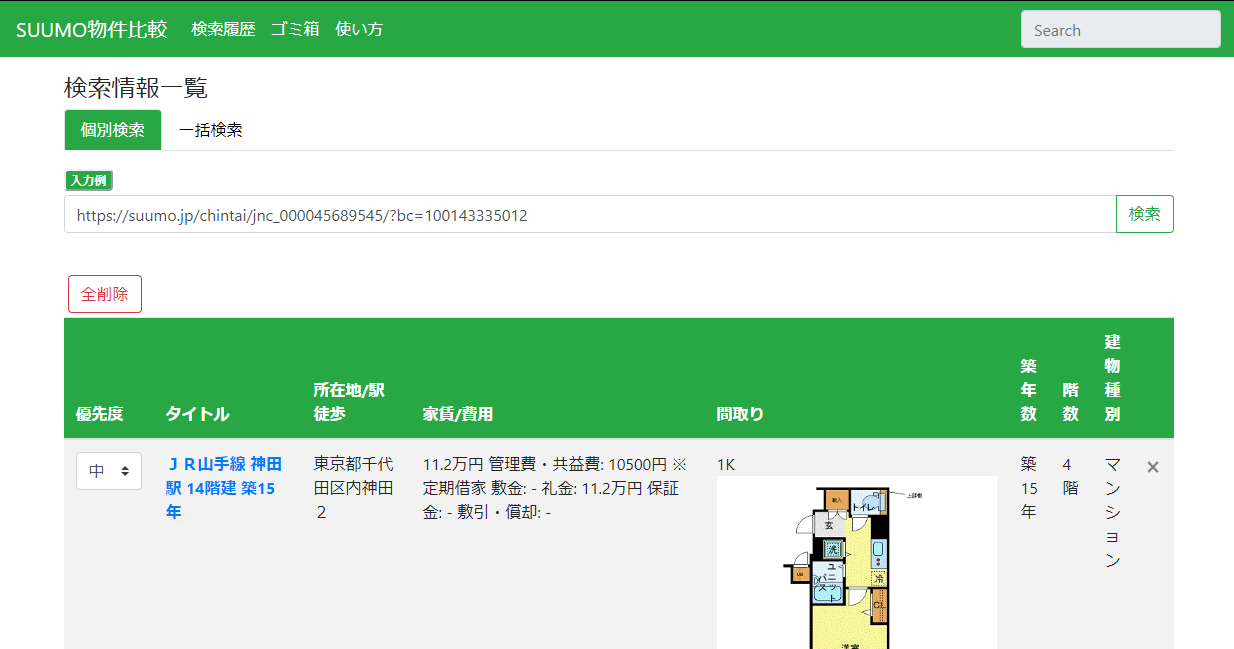 SUUMO物件比較 検索履歴 ゴミ箱 使い方 Search
検索情報一覧
個別検索 一括検索
入力例
https://suumo.jp/chintai/jnc_000045689545/?bc=100143335012 検索
全削除
優先度
タイトル
所在地/駅
徒歩
家賃/費用
間取り
築
年
数
階
数
建
物
種
別
中
ＪＲ山手線 神田
駅 14階建 築15
年
東京都千代
田区内神田
２
11.2万円 管理費・共益費: 10500円 ※
定期借家 敷金: - 礼金: 11.2万円 保証
金: - 敷引・償却: -
1K
トイレ
玄
洗
ユニ
バス
ット
冷
CL
洋室
築
15
年
4
階
マ
ン
シ
ョ
ン
×